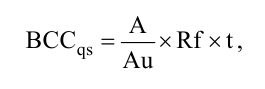 BCC_qs = A/Au × Rf × t,